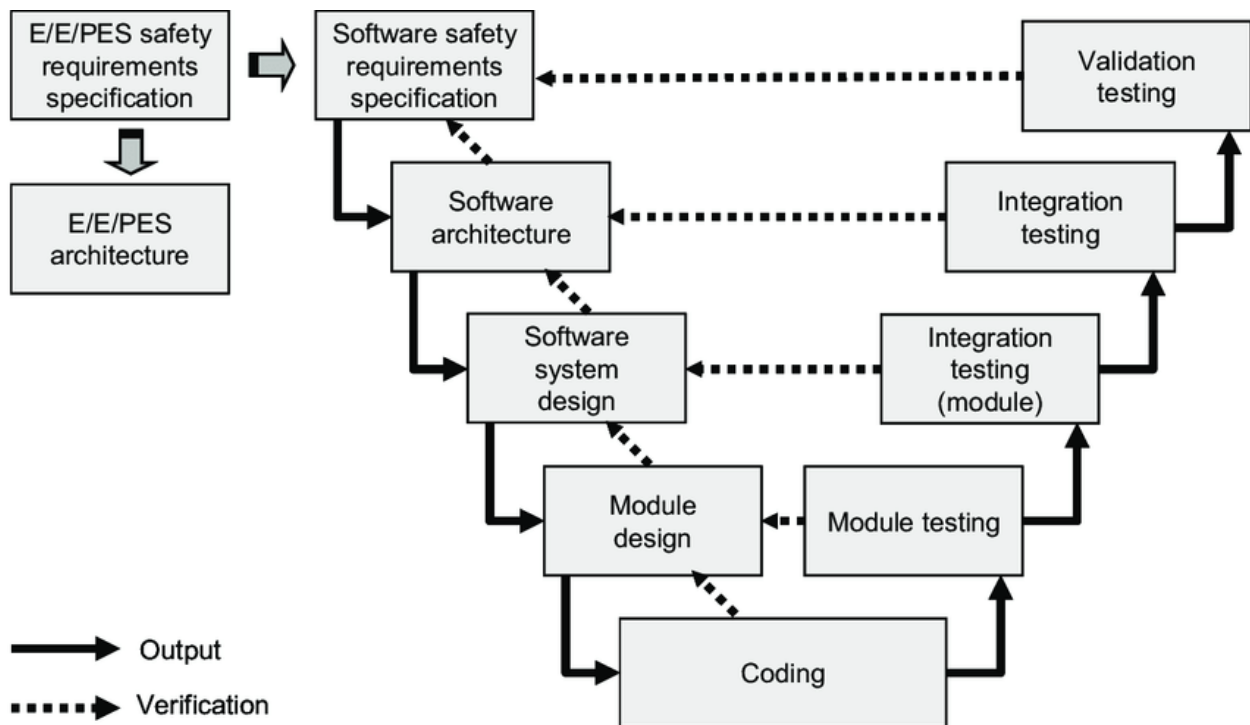 E/E/PES safety
requirements
specification
Software safety
requirements
specification
Validation
testing
E/E/PES
architecture
Software
architecture
Integration
testing
Software
system
design
Integration
testing
(module)
Module
design
Module testing
Coding
Output
Verification